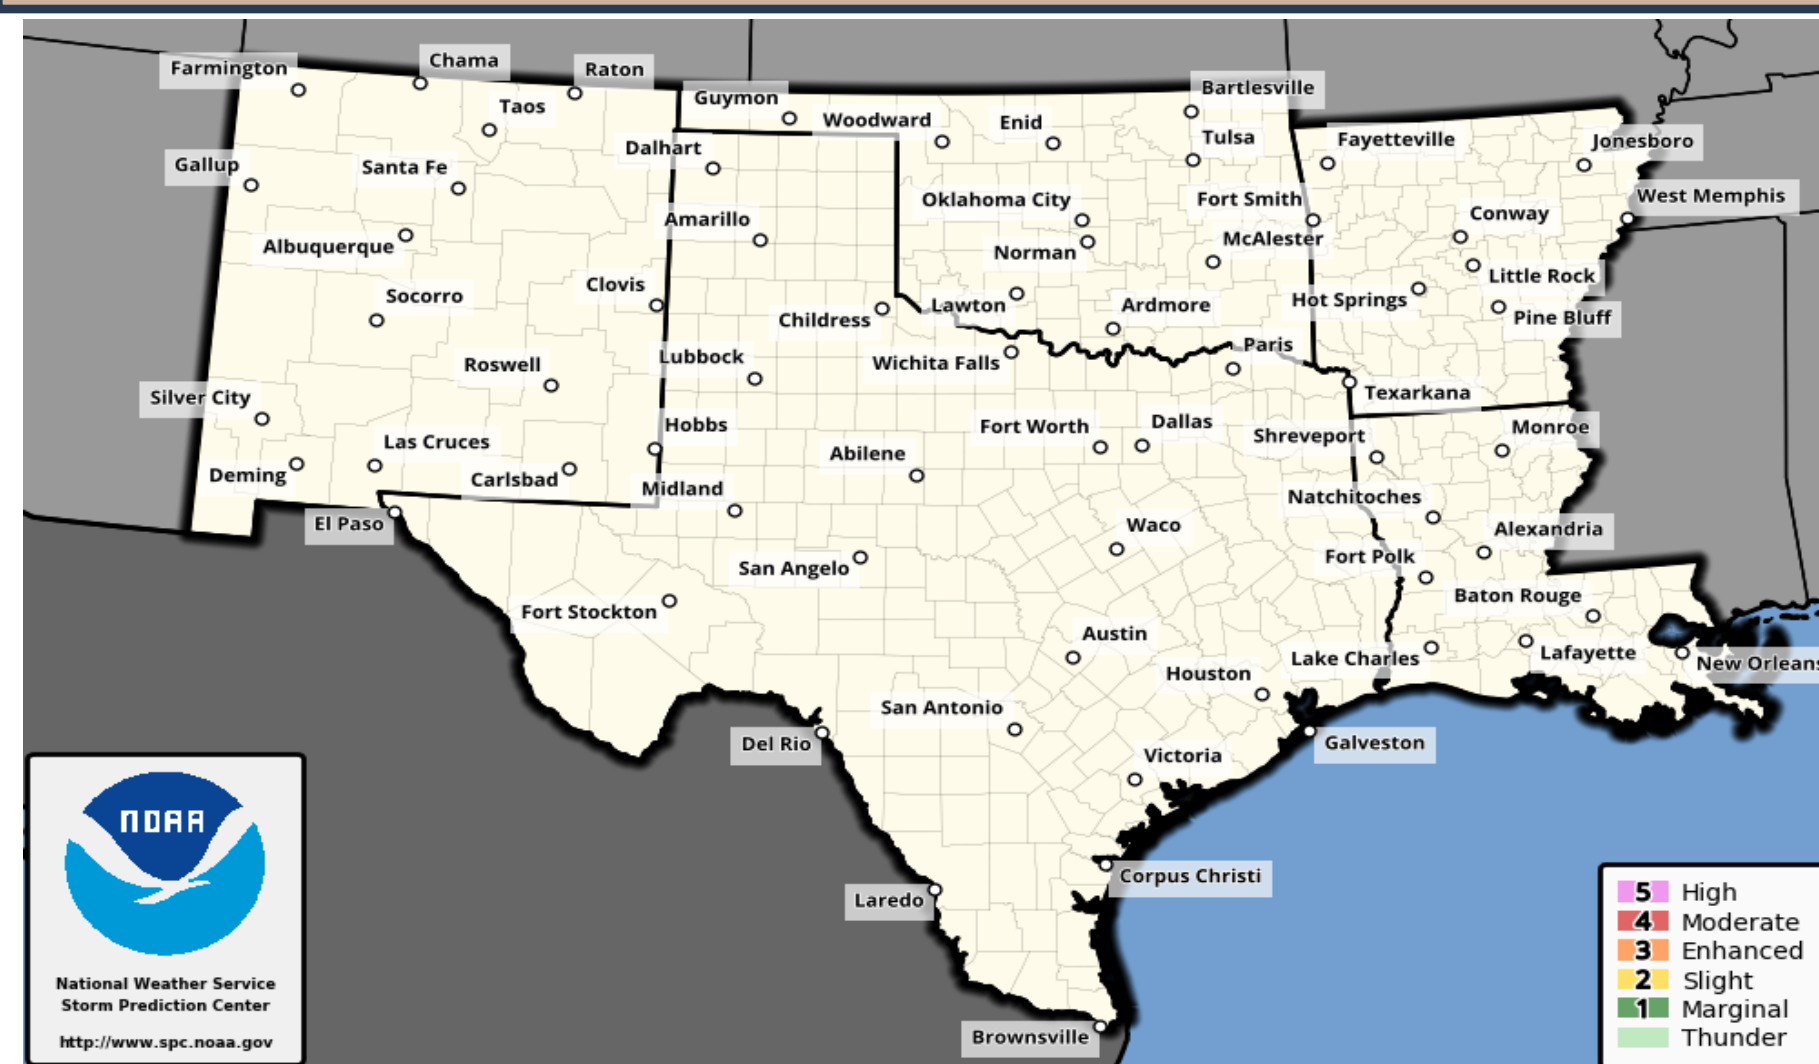 Farmington
Chama
Raton
Taos
Guymon
Woodward
Enid
Bartlesville
Tulsa
Fayetteville
Jonesboro
Gallup
Santa Fe
Dalhart
Oklahoma City
Fort Smith
West Memphis
Conway
Albuquerque
Amarillo
Norman
McAlester
Little Rock
Socorro
Clovis
Childress
Lawton
Ardmore
Hot Springs
Pine Bluff
Roswell
Lubbock
Wichita Falls
Paris
Texarkana
Silver City
Hobbs
Fort Worth
Dallas
Shreveport
Monroe
Las Cruces
Deming
Carlsbad
Midland
Abilene
Natchitoches
El Paso
Waco
Alexandria
San Angelo
Fort Polk
Fort Stockton
Baton Rouge
Austin
Lake Charles
Lafayette
New Orleans
Houston
San Antonio
Del Rio
Galveston
Victoria
Corpus Christi
Laredo
Brownsville
NOAA
National Weather Service
Storm Prediction Center
http://www.spc.noaa.gov
5 High
4 Moderate
3 Enhanced
2 Slight
1 Marginal
Thunder